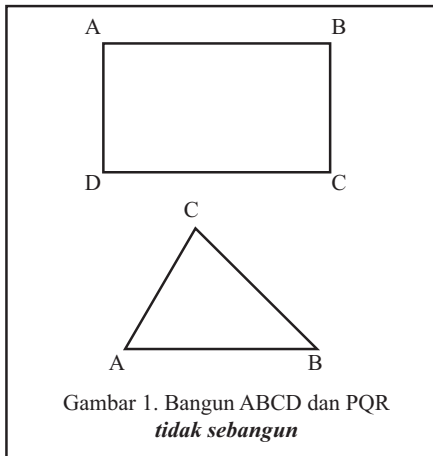 A B
D C
C
A B
Gambar 1. Bangun ABCD dan PQR
tidak sebangun